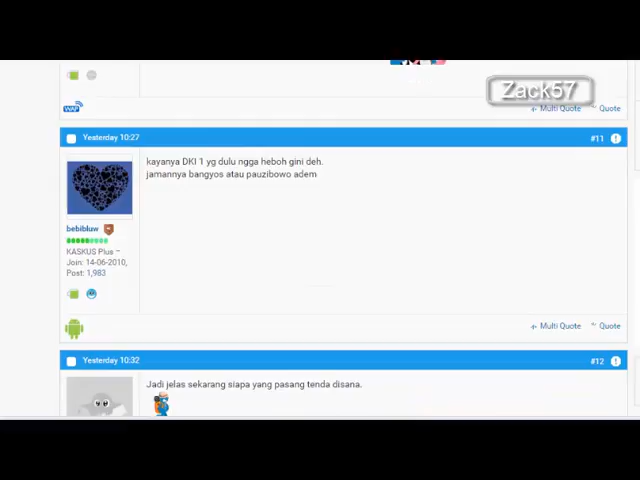 Zack57
WAP
Multi Quote Quote
Yesterday 10:27 #11
kayanya DKI 1 yg dulu ngga heboh gini deh.
jamannya bangyos atau pauzibowo adem
bebibluw
KASKUS Plus
Join: 14-06-2010,
Post: 1,983
Multi Quote Quote
Yesterday 10:32 #12
Jadi jelas sekarang siapa yang pasang tenda disana.